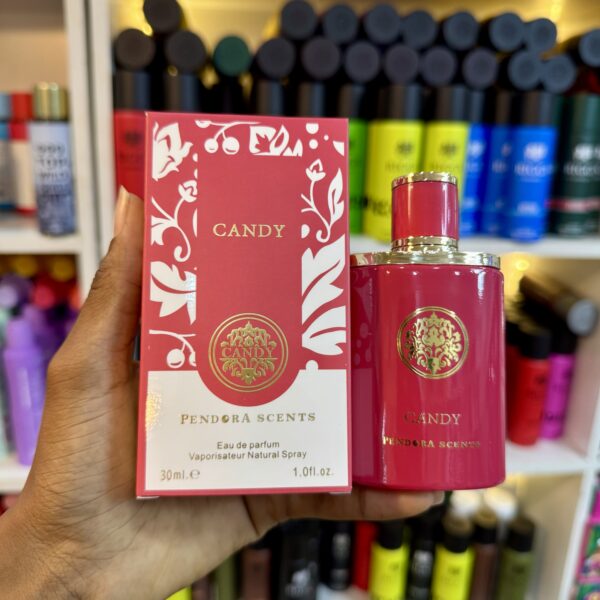 CANDY
CANDY
PENDORA SCENTS
Eau de parfum
Vaporisateur Natural Spray
30ml.e 1.0fl.oz.
CANDY
PENDORA SCENTS